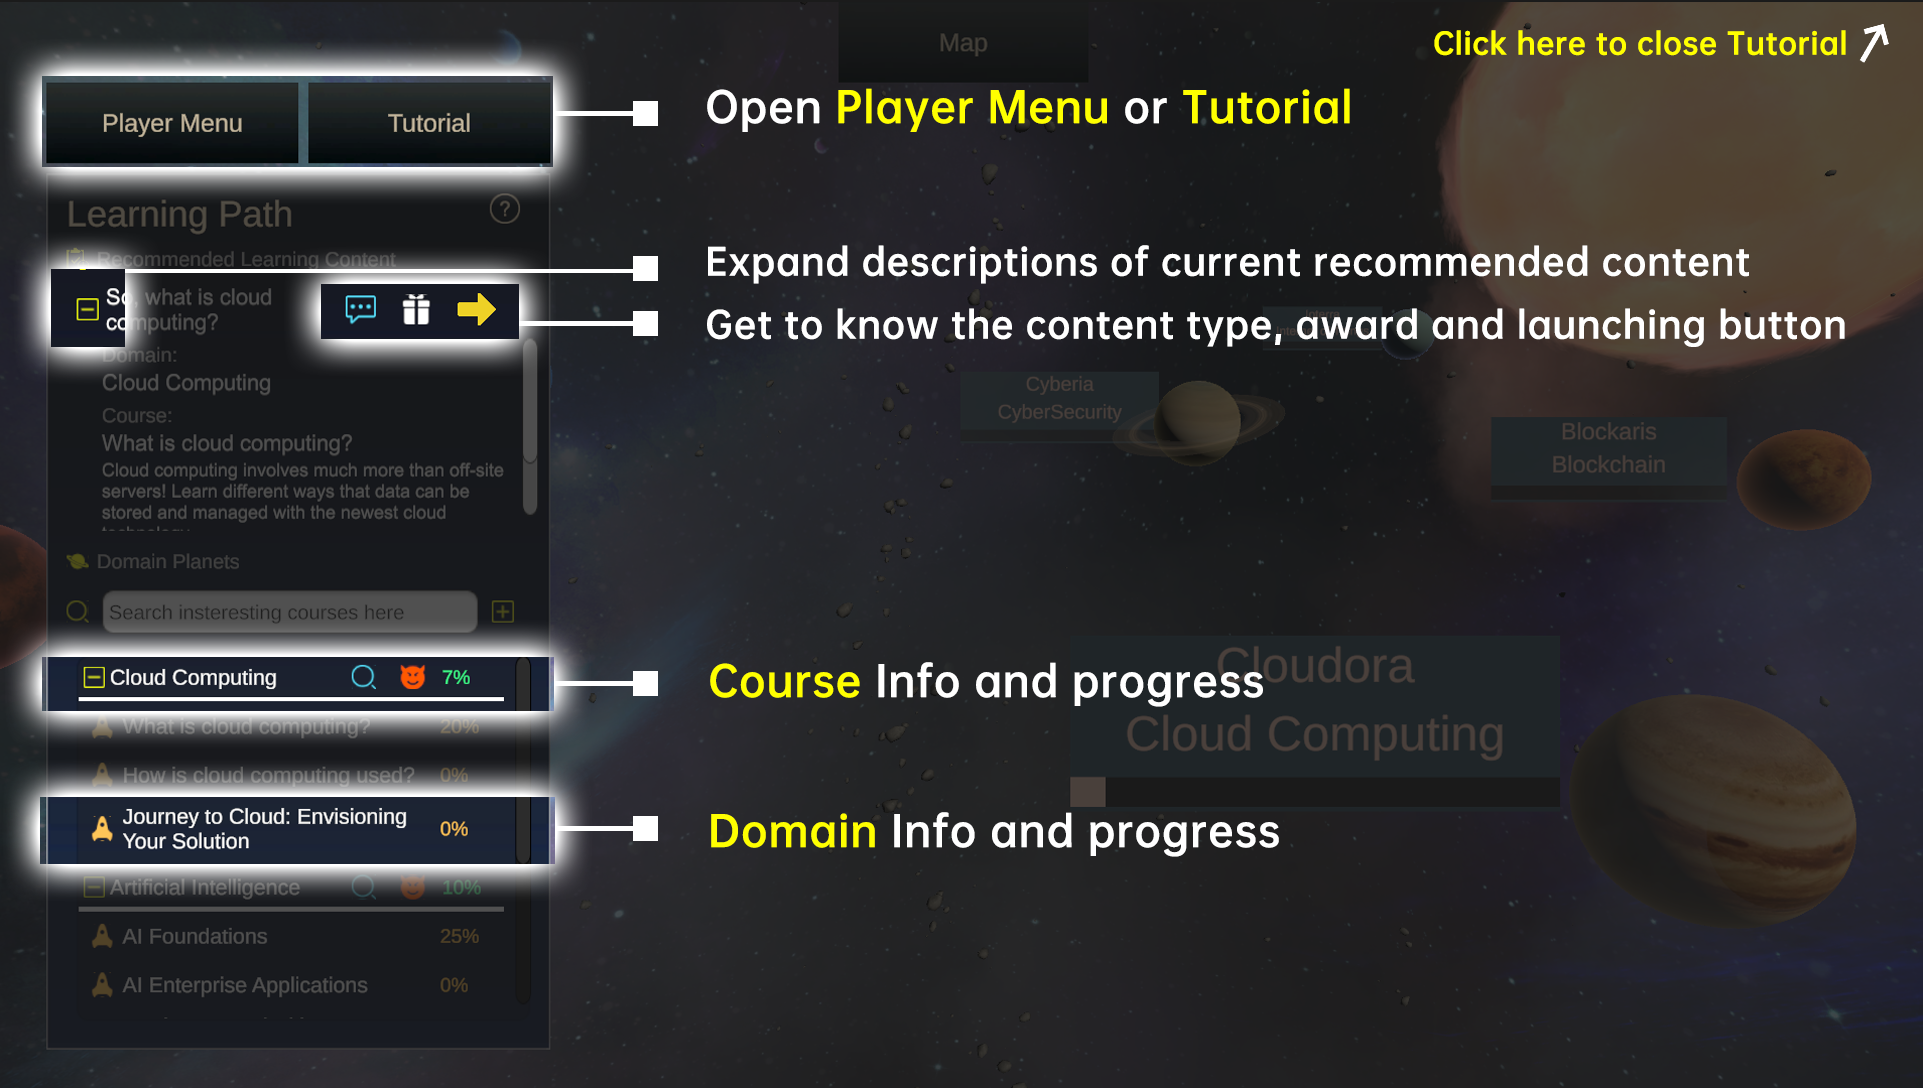 Map
Click here to close Tutorial
Player Menu
Tutorial
Open Player Menu or Tutorial
Learning Path
?
Recommended Learning Content
Expand descriptions of current recommended content
So, what is cloud
computing?
Get to know the content type, award and launching button
Domain:
Cloud Computing
Course:
What is cloud computing?
Cloud computing involves much more than off-site
servers! Learn different ways that data can be
stored and managed with the newest cloud
Cyberia
CyberSecurity
Blockaris
Blockchain
Domain Planets
Search insteresting courses here
Cloud Computing 7%
Course Info and progress
Cloudora
Cloud Computing
What is cloud computing? 20%
How is cloud computing used? 0%
Journey to Cloud: Envisioning
Your Solution 0%
Domain Info and progress
Artificial Intelligence 10%
AI Foundations 25%
AI Enterprise Applications 0%